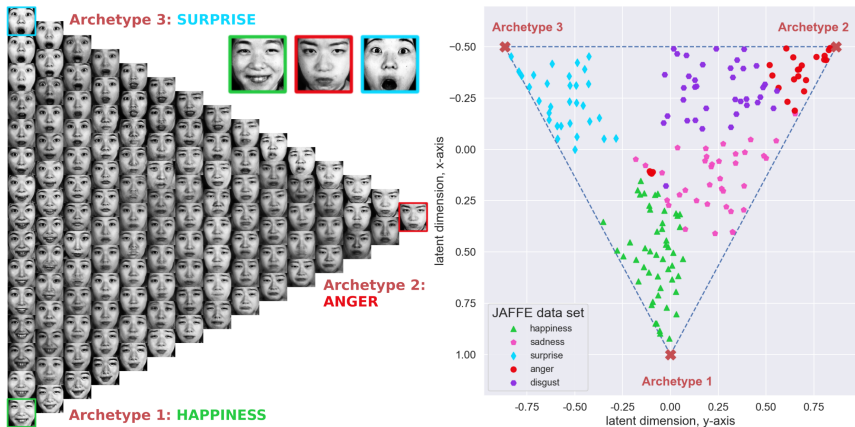 Archetype 3: SURPRISE
Archetype 2:
ANGER
Archetype 1: HAPPINESS
Archetype 3
Archetype 2
Archetype 1
latent dimension, x-axis
-0.50
-0.25
0.00
0.25
0.50
0.75
1.00
JAFFE data set
happiness
sadness
surprise
anger
disgust
-0.75
-0.50
-0.25
0.00
0.25
0.50
0.75
latent dimension, y-axis